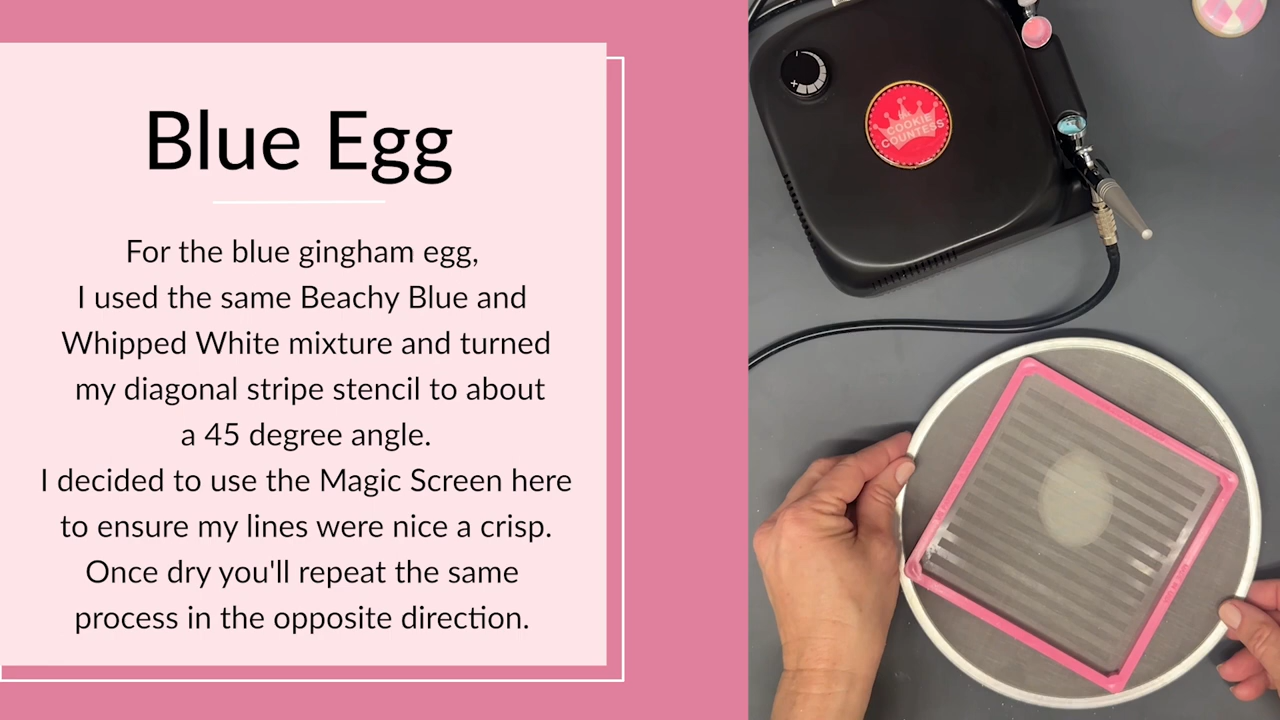 Blue Egg
For the blue gingham egg,
I used the same Beachy Blue and
Whipped White mixture and turned
my diagonal stripe stencil to about
a 45 degree angle.
I decided to use the Magic Screen here
to ensure my lines were nice a crisp.
Once dry you'll repeat the same
process in the opposite direction.
THE COOKIE
COUNTESS